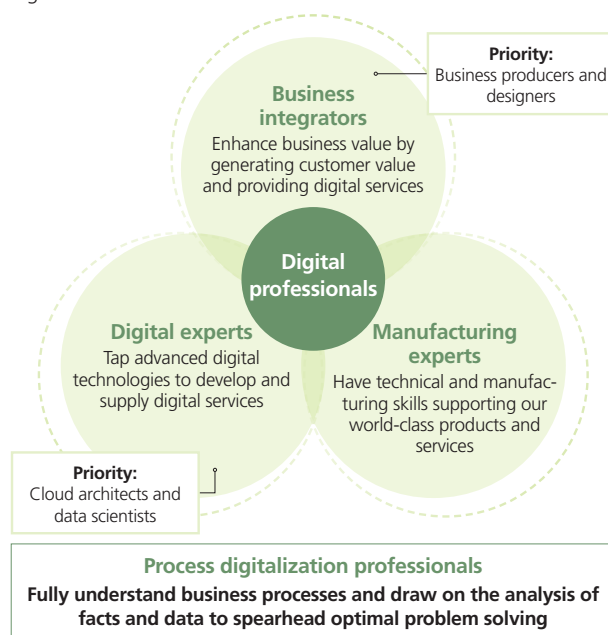 Priority:
Business producers and
designers
Business
integrators
Enhance business value by
generating customer value
and providing digital services
Digital
professionals
Digital experts
Tap advanced digital
technologies to develop and
supply digital services
Manufacturing
experts
Have technical and manufac-
turing skills supporting our
world-class products and
services
Priority:
Cloud architects and
data scientists
Process digitalization professionals
Fully understand business processes and draw on the analysis of
facts and data to spearhead optimal problem solving